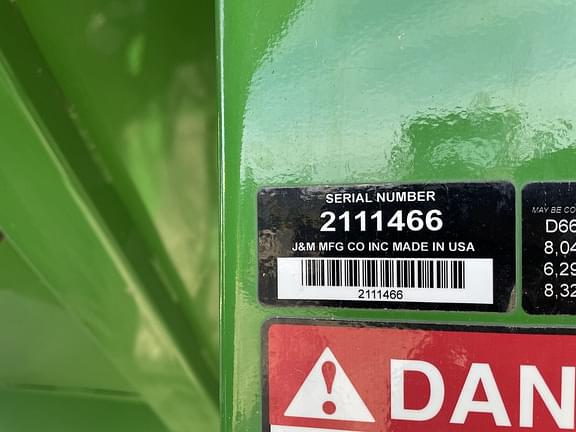 SERIAL NUMBER
2111466
J&M MFG CO INC MADE IN USA
2111466
MAY BE CO
D66
8,04
6,29
8,32
DAN